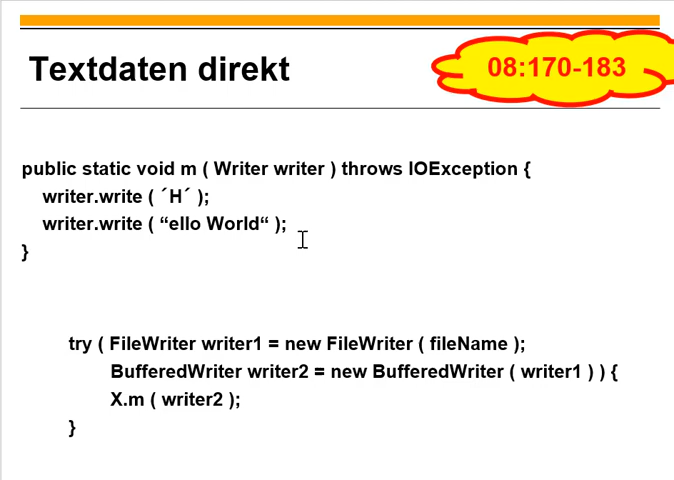 Textdaten direkt
08:170-183
public static void m ( Writer writer ) throws IOException {
writer.write ( ´H´ );
writer.write ( “ello World“ );
}
try ( FileWriter writer1 = new FileWriter ( fileName );
BufferedWriter writer2 = new BufferedWriter ( writer1 ) ) {
X.m ( writer2 );
}